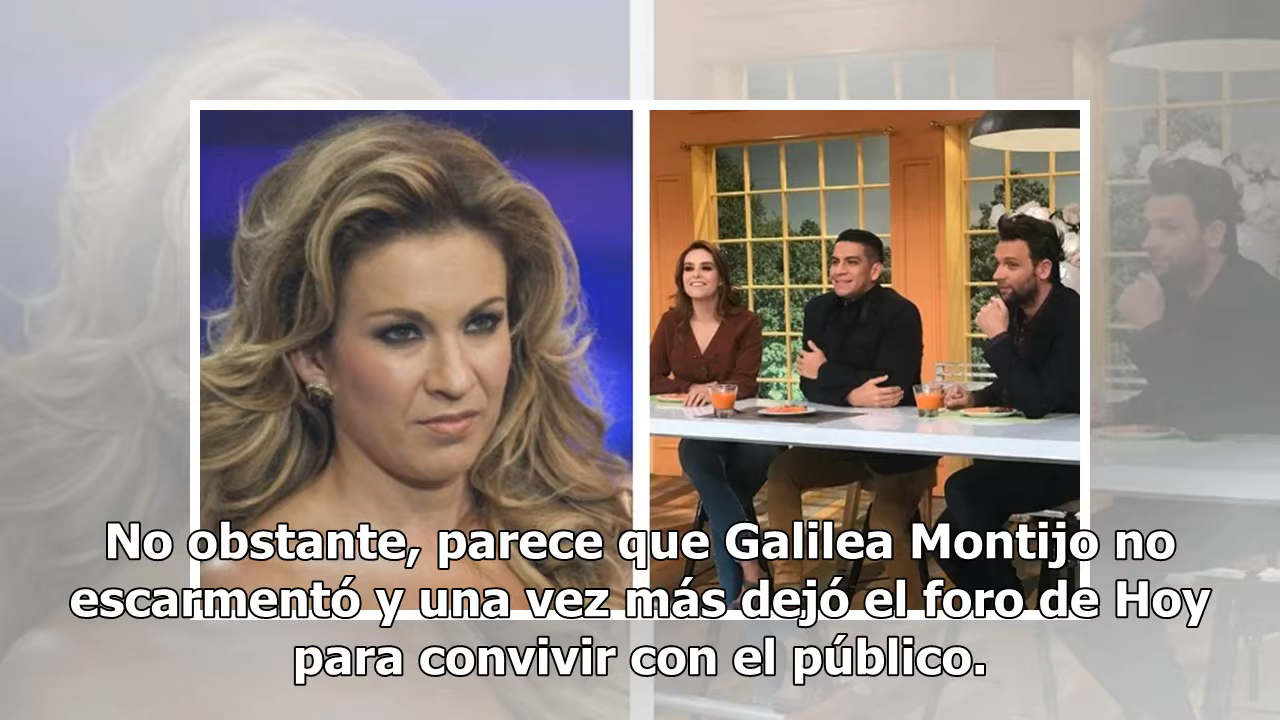 No obstante, parece que Galilea Montijo no
escarmentó y una vez más dejó el foro de Hoy
para convivir con el público.